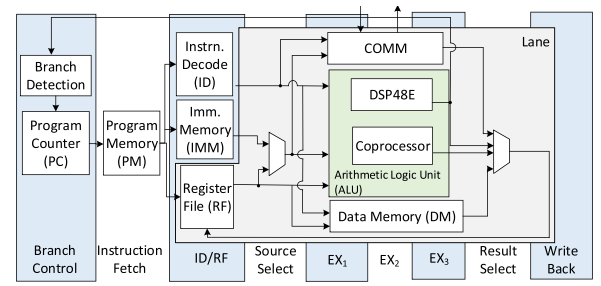 Instrn.
Decode
(ID)
COMM
Lane
Branch
Detection
DSP48E
Program
Counter
(PC)
Program
Memory
(PM)
Imm.
Memory
(IMM)
Coprocessor
Arithmetic Logic Unit
(ALU)
Register
File (RF)
Data Memory (DM)
Branch
Control
Instruction
Fetch
ID/RF
Source
Select
EX₁
EX₂
EX₃
Result
Select
Write
Back